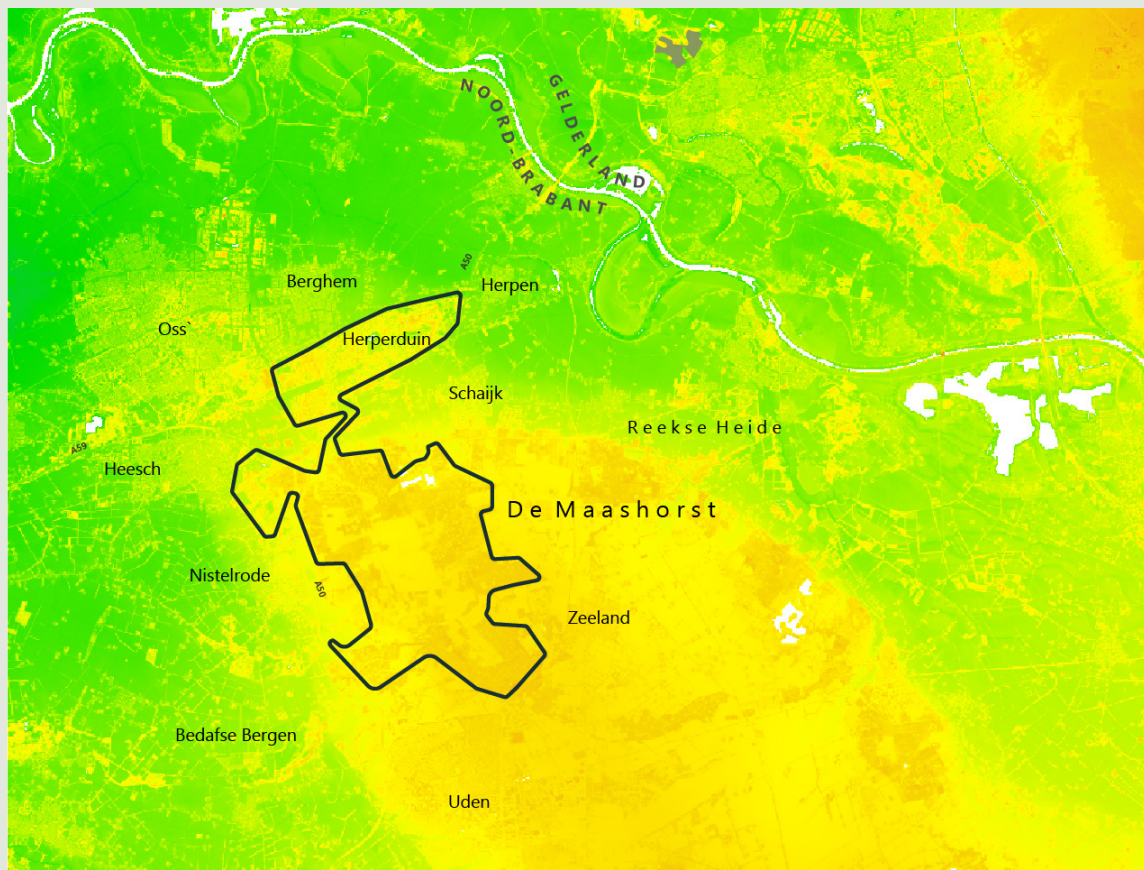 GELDERLAND
NOORD-BRABANT
A50
Berghem
Herpen
Oss`
Herperduin
Schaijk
Reekse Heide
A59
Heesch
De Maashorst
Nistelrode
A50
Zeeland
Bedafse Bergen
Uden